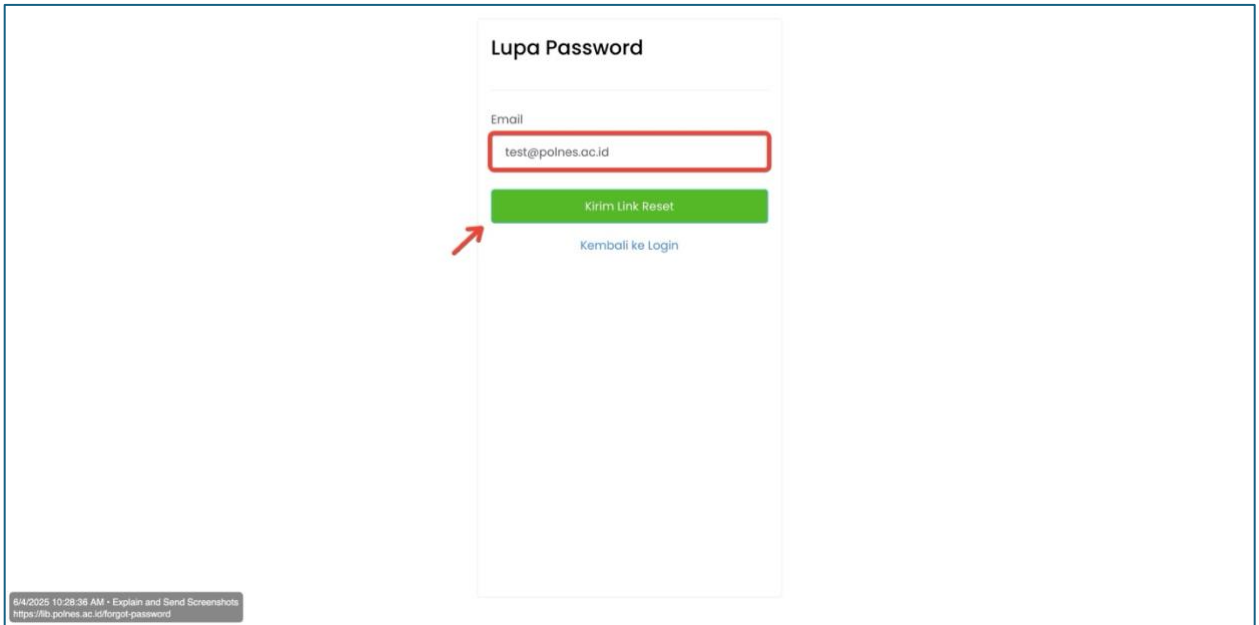 Lupa Password
Email
test@polnes.ac.id
Kirim Link Reset
Kembali ke Login
6/4/2025 10:28:36 AM • Explain and Send Screenshots
https://lib.polnes.ac.id/forgot-password